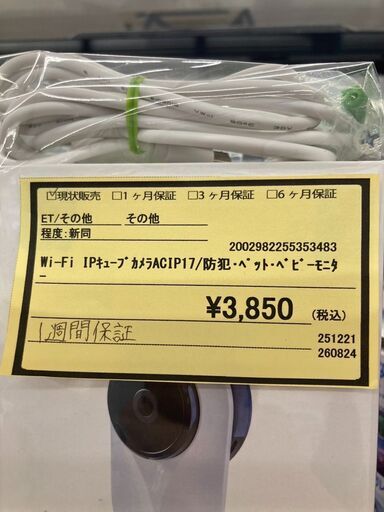 ☑現状販売 □1ヶ月保証 □3ヶ月保証 □6ヶ月保証
ET/その他 その他
程度:新同
2002982255353483
Wi-Fi IPｷｭｰﾌﾞｶﾒﾗACIP17/防犯･ﾍﾟｯﾄ･ﾍﾞﾋﾞｰﾓﾆﾀ
ｰ
¥3,850 (税込)
1週間保証
251221
260824